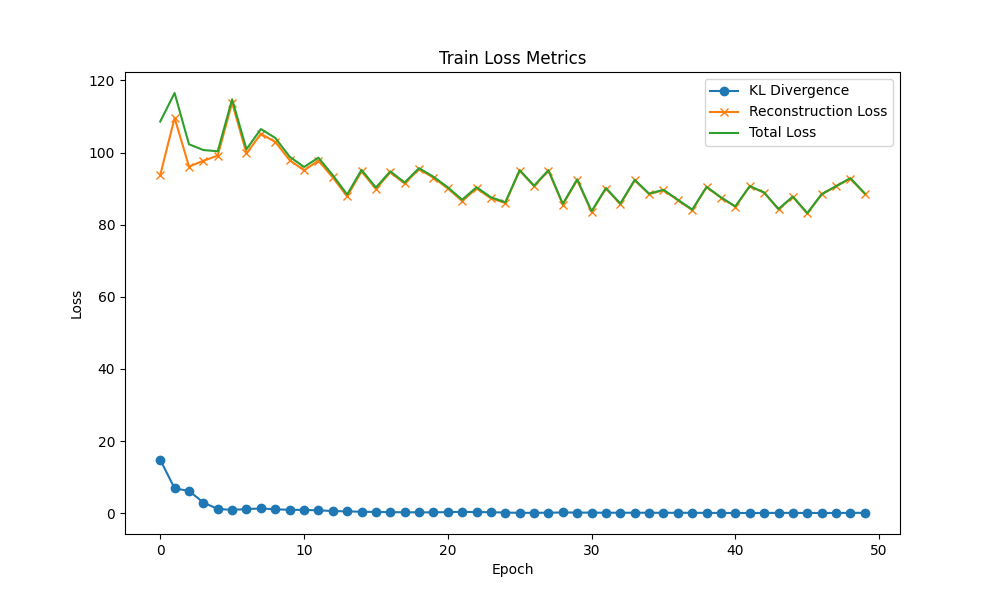 Train Loss Metrics
KL Divergence
Reconstruction Loss
Total Loss
120
100
80
60
40
20
0
Loss
0 10 20 30 40 50
Epoch